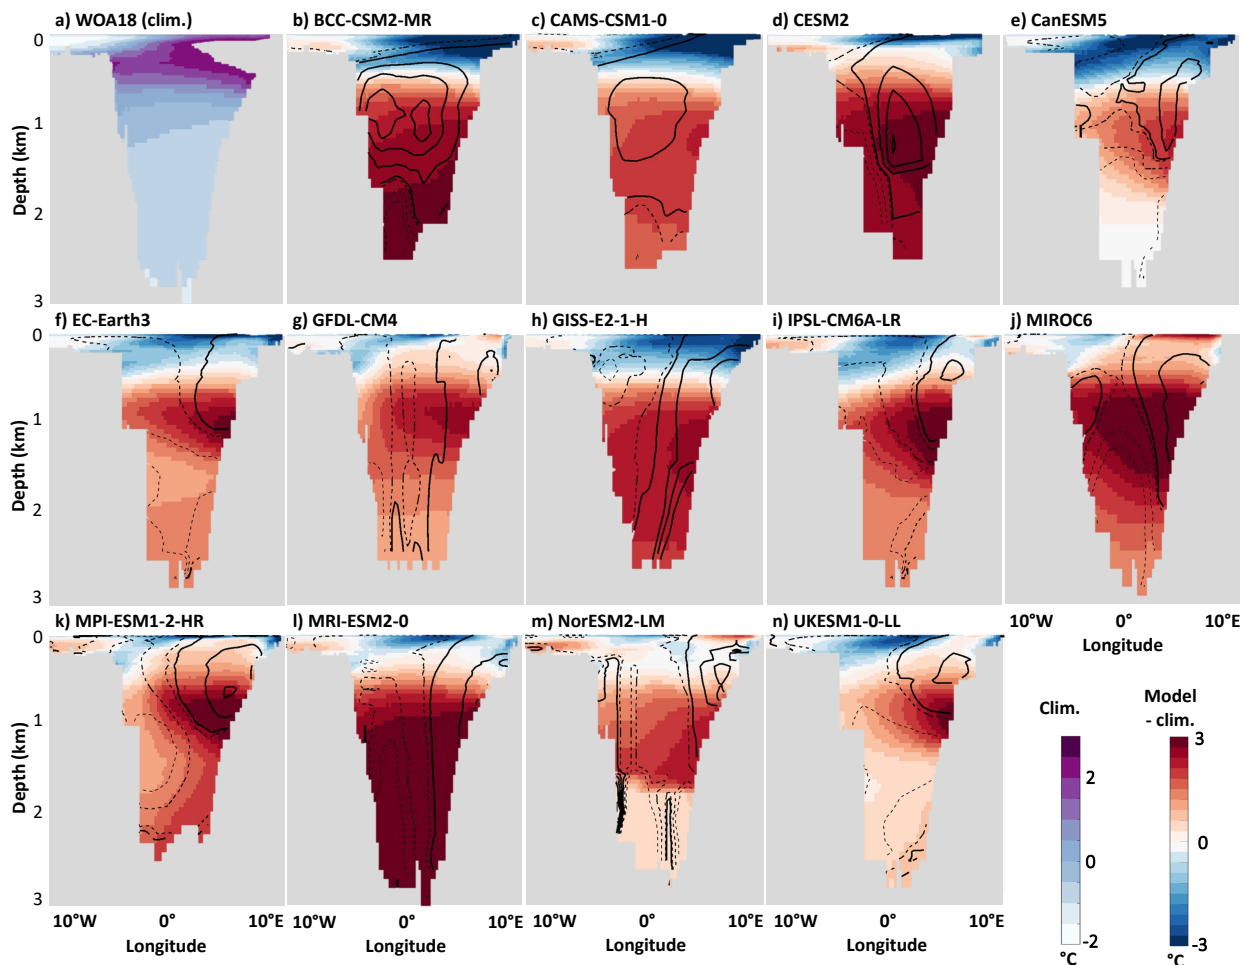 a) WOA18 (clim.)
b) BCC-CSM2-MR
c) CAMS-CSM1-0
d) CESM2
e) CanESM5
0
1
2
3
Depth (km)
f) EC-Earth3
g) GFDL-CM4
h) GISS-E2-1-H
i) IPSL-CM6A-LR
j) MIROC6
0
1
2
3
Depth (km)
10°W 0° 10°E
Longitude
k) MPI-ESM1-2-HR
l) MRI-ESM2-0
m) NorESM2-LM
n) UKESM1-0-LL
0
1
2
3
Depth (km)
10°W 0° 10°E
Longitude
10°W 0° 10°E
Longitude
10°W 0° 10°E
Longitude
10°W 0° 10°E
Longitude
Clim.
2
0
-2
°C
Model
- clim.
3
0
-3
°C